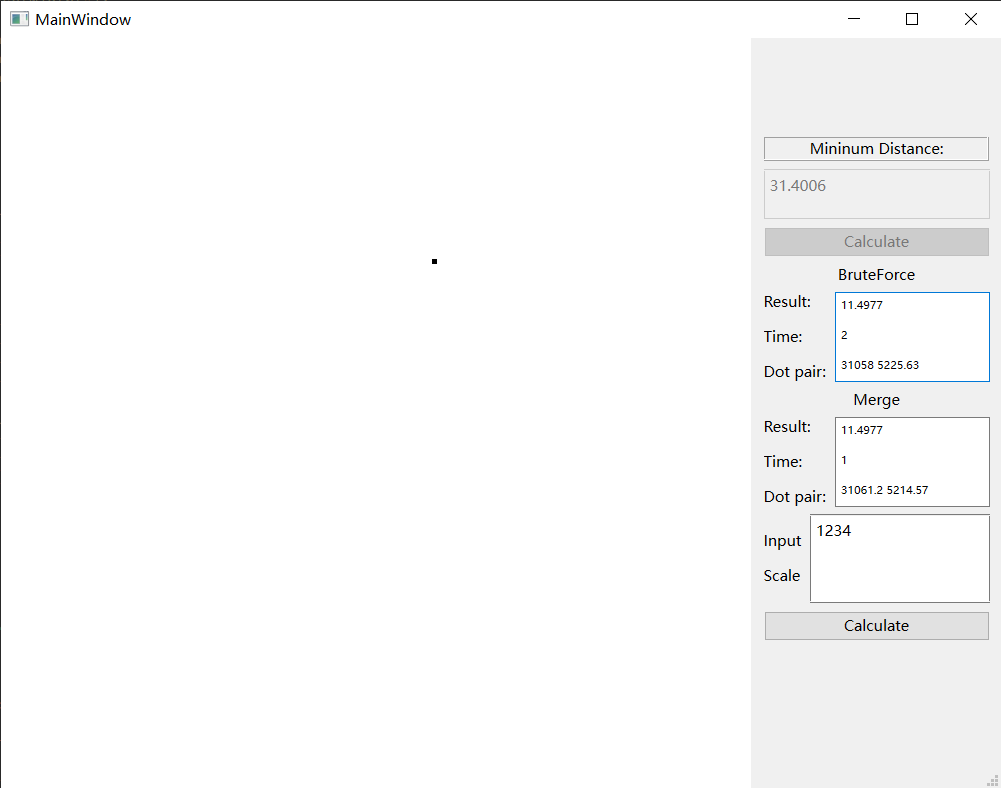 MainWindow
Mininum Distance:
31.4006
Calculate
BruteForce
Result:
11.4977
Time:
2
Dot pair:
31058 5225.63
Merge
Result:
11.4977
Time:
1
Dot pair:
31061.2 5214.57
Input
1234
Scale
Calculate